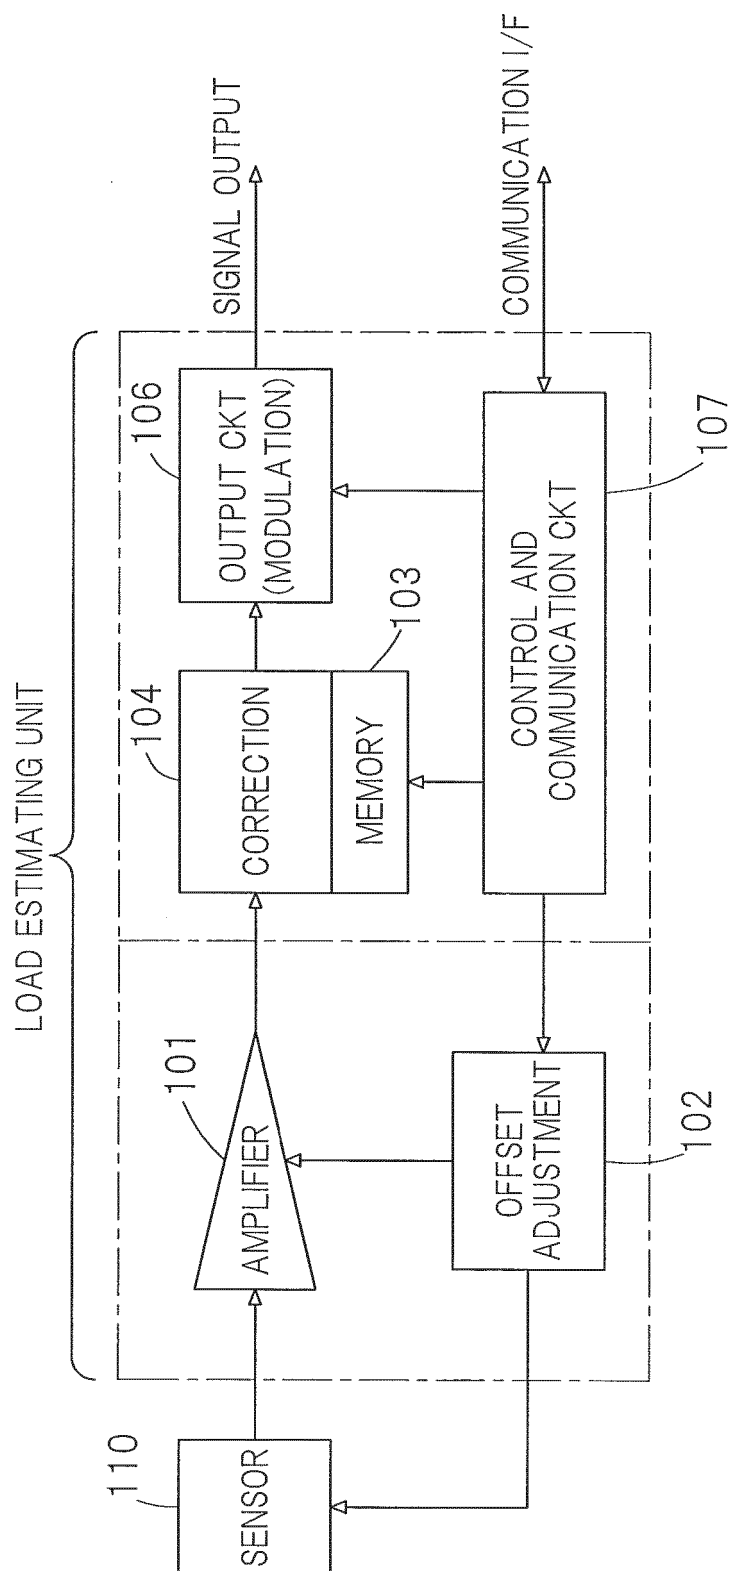 LOAD ESTIMATING UNIT
110
SENSOR
101
AMPLIFIER
OFFSET
ADJUSTMENT
102
104
CORRECTION
MEMORY
103
106
OUTPUT CKT
(MODULATION)
CONTROL AND
COMMUNICATION CKT
107
SIGNAL OUTPUT
COMMUNICATION I/F